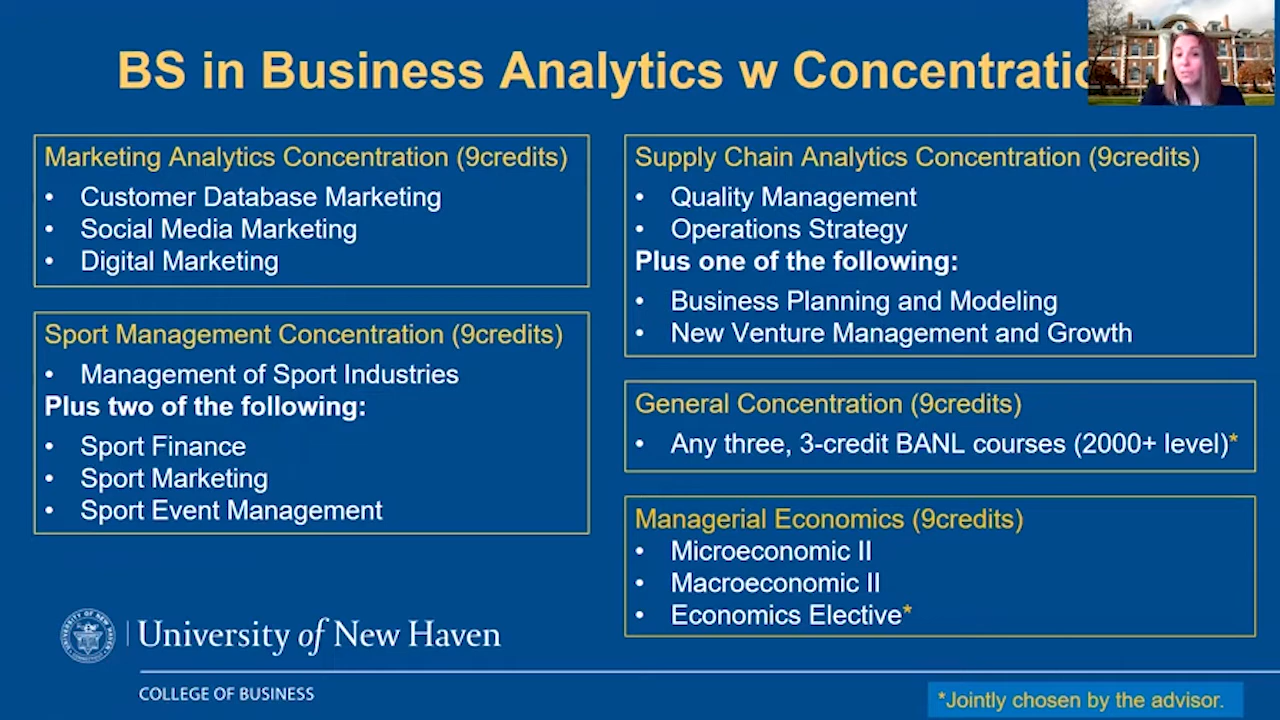 BS in Business Analytics w Concentratio
Marketing Analytics Concentration (9credits)
• Customer Database Marketing
• Social Media Marketing
• Digital Marketing
Sport Management Concentration (9credits)
• Management of Sport Industries
Plus two of the following:
• Sport Finance
• Sport Marketing
• Sport Event Management
Supply Chain Analytics Concentration (9credits)
• Quality Management
• Operations Strategy
Plus one of the following:
• Business Planning and Modeling
• New Venture Management and Growth
General Concentration (9credits)
• Any three, 3-credit BANL courses (2000+ level)*
Managerial Economics (9credits)
• Microeconomic II
• Macroeconomic II
• Economics Elective*
University of New Haven
COLLEGE OF BUSINESS
*Jointly chosen by the advisor.